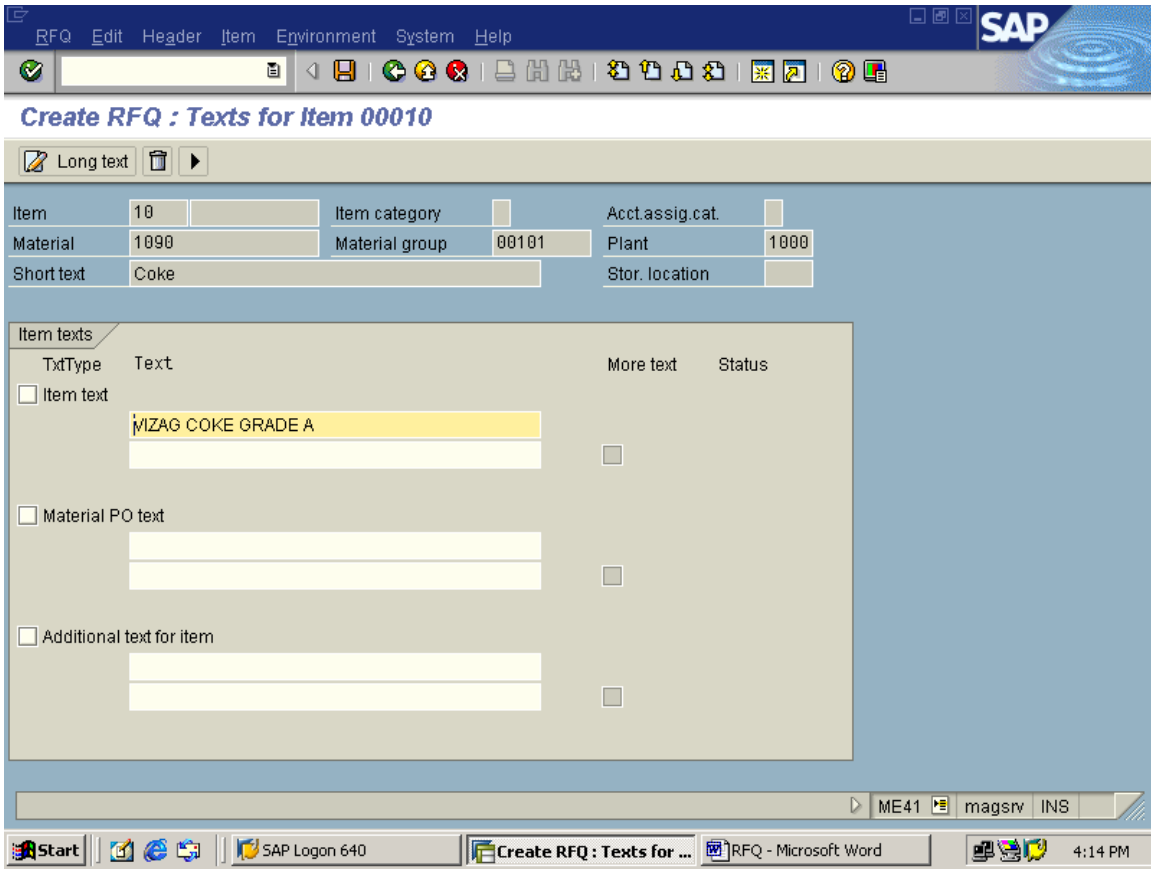 RFQ Edit Header Item Environment System Help
SAP
Create RFQ : Texts for Item 00010
Long text
Item 10 Item category Acct.assig.cat.
Material 1090 Material group 00101 Plant 1000
Short text Coke Stor. location
Item texts
TxtType Text More text Status
Item text
VIZAG COKE GRADE A
Material PO text
Additional text for item
ME41 magsrv INS
Start SAP Logon 640 Create RFQ : Texts for ... RFQ - Microsoft Word 4:14 PM